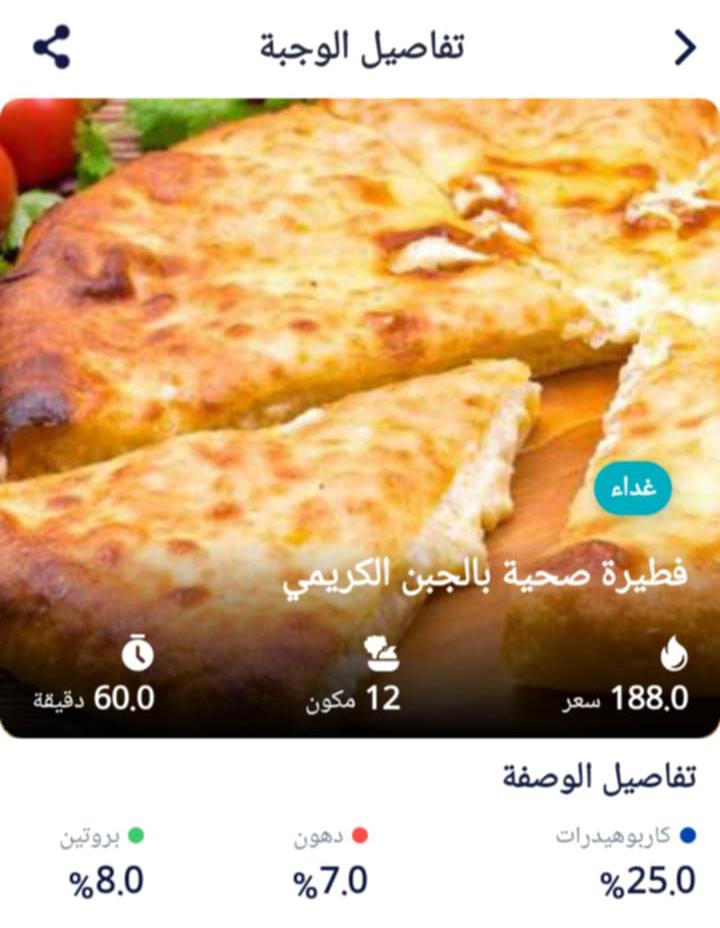 تفاصيل الوجبة
غداء
فطيرة صحية بالجبن الكريمي
188.0 سعر
12 مكون
60.0 دقيقة
تفاصيل الوصفة
كاربوهيدرات
دهون
بروتين
%25.0
%7.0
%8.0